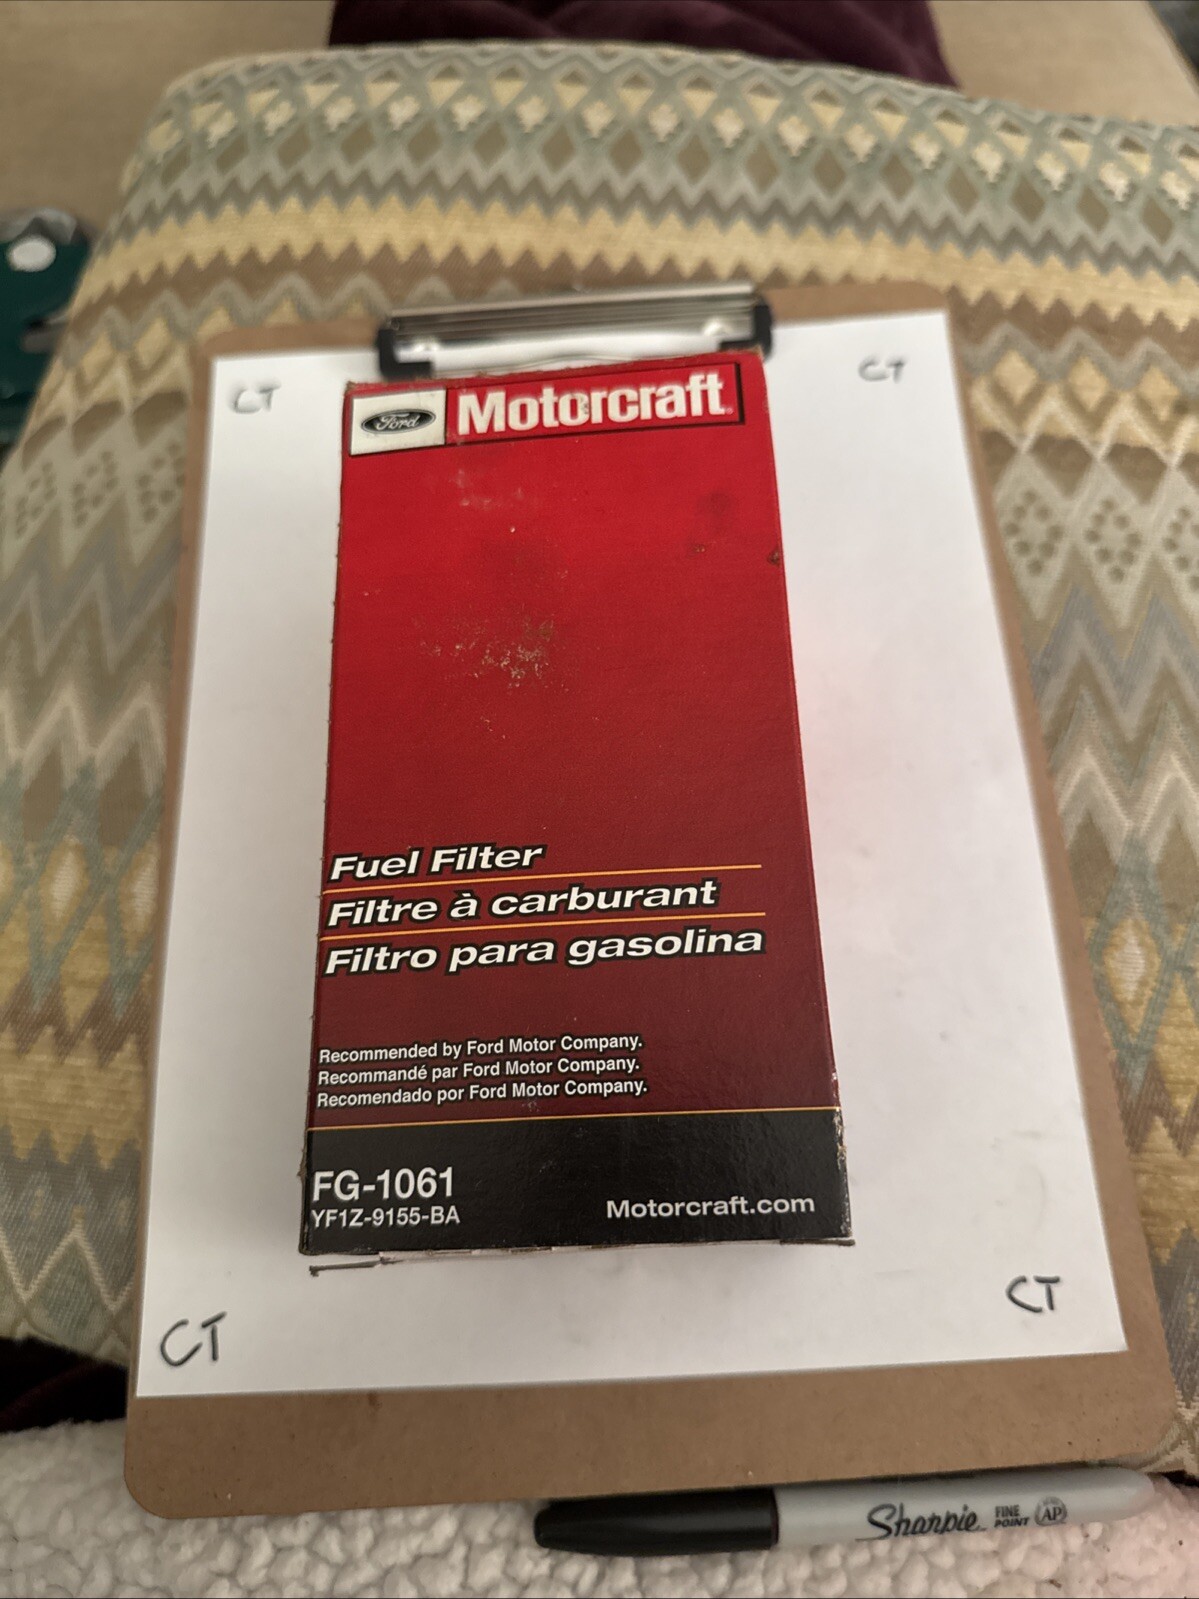 CT
CT
Ford
Motorcraft
Fuel Filter
Filtre à carburant
Filtro para gasolina
Recommended by Ford Motor Company.
Recommandé par Ford Motor Company.
Recomendado por Ford Motor Company.
FG-1061
YF1Z-9155-BA
Motorcraft.com
CT
CT
Sharpie FINE POINT AP